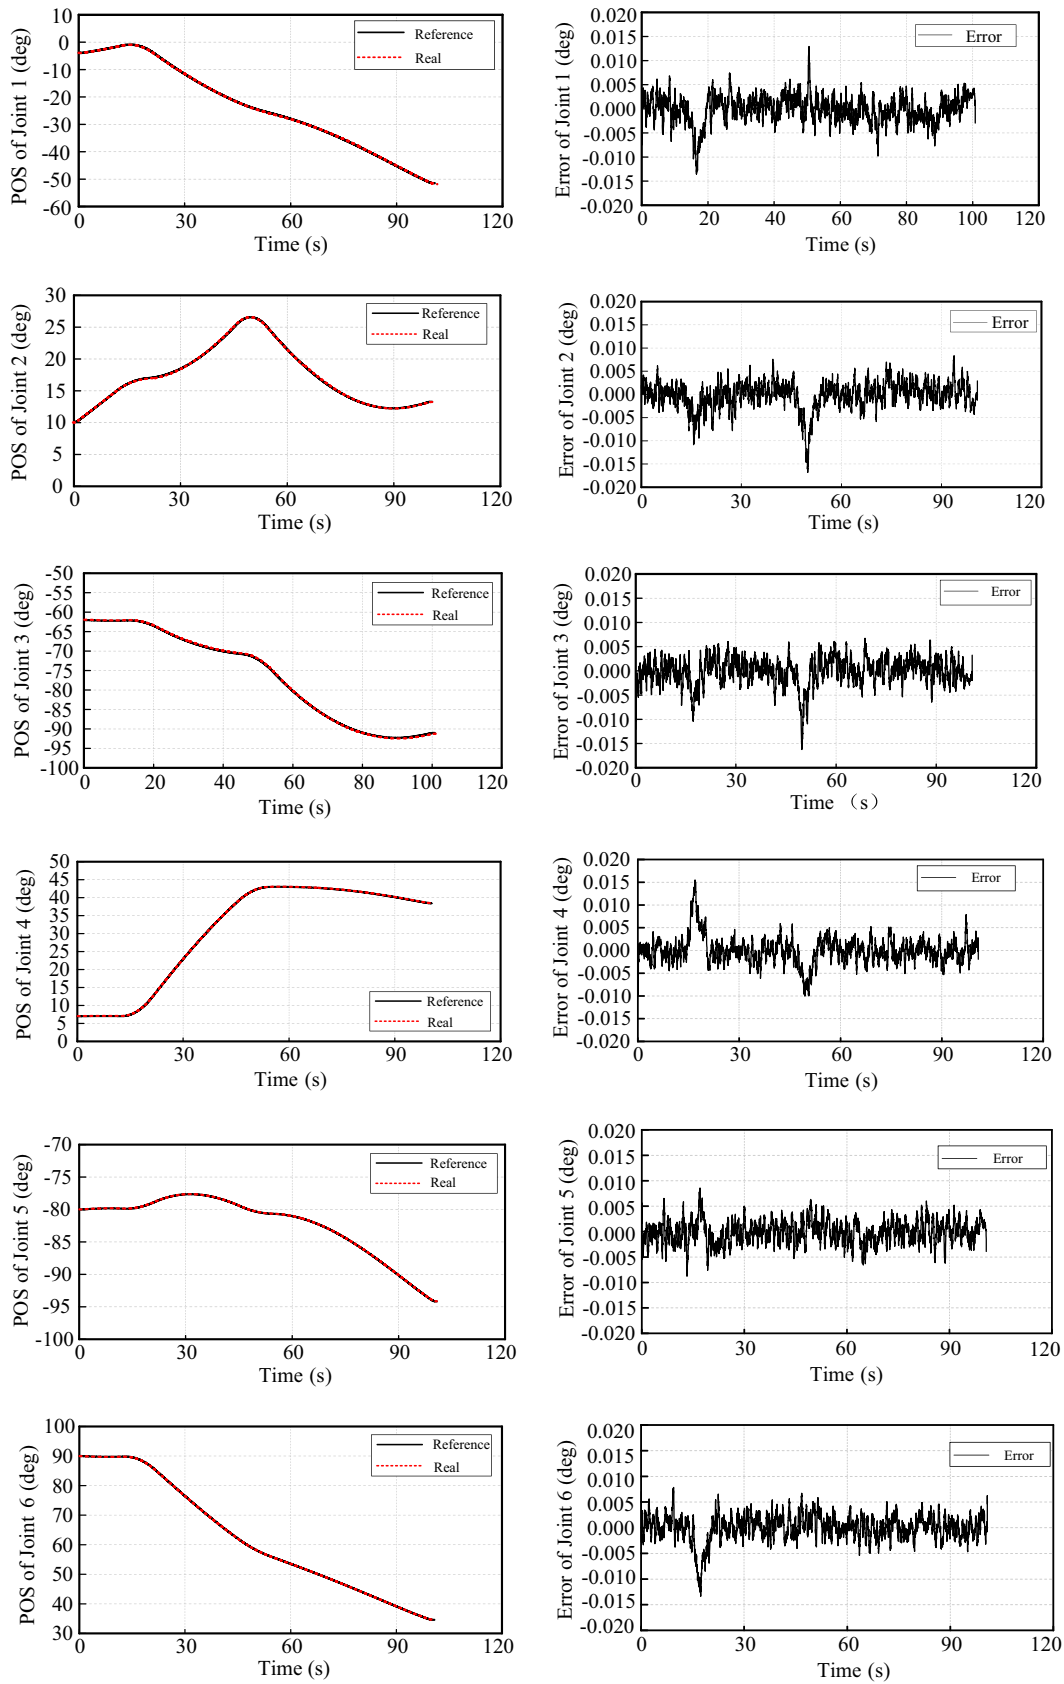 POS of Joint 1 (deg)
10
0
-10
-20
-30
-40
-50
-60
Reference
Real
0 30 60 90 120
Time (s)
Error of Joint 1 (deg)
0.020
0.015
0.010
0.005
0.000
-0.005
-0.010
-0.015
-0.020
Error
0 20 40 60 80 100 120
Time (s)
POS of Joint 2 (deg)
30
25
20
15
10
5
0
Reference
Real
0 30 60 90 120
Time (s)
Error of Joint 2 (deg)
0.020
0.015
0.010
0.005
0.000
-0.005
-0.010
-0.015
-0.020
Error
0 30 60 90 120
Time (s)
POS of Joint 3 (deg)
-50
-55
-60
-65
-70
-75
-80
-85
-90
-95
-100
Reference
Real
0 20 40 60 80 100 120
Time (s)
Error of Joint 3 (deg)
0.020
0.015
0.010
0.005
0.000
-0.005
-0.010
-0.015
-0.020
Error
0 30 60 90 120
Time （s）
POS of Joint 4 (deg)
50
45
40
35
30
25
20
15
10
5
0
Reference
Real
0 30 60 90 120
Time (s)
Error of Joint 4 (deg)
0.020
0.015
0.010
0.005
0.000
-0.005
-0.010
-0.015
-0.020
Error
0 30 60 90 120
Time (s)
POS of Joint 5 (deg)
-70
-75
-80
-85
-90
-95
-100
Reference
Real
0 30 60 90 120
Time (s)
Error of Joint 5 (deg)
0.020
0.015
0.010
0.005
0.000
-0.005
-0.010
-0.015
-0.020
Error
0 30 60 90 120
Time (s)
POS of Joint 6 (deg)
100
90
80
70
60
50
40
30
Reference
Real
0 30 60 90 120
Time (s)
Error of Joint 6 (deg)
0.020
0.015
0.010
0.005
0.000
-0.005
-0.010
-0.015
-0.020
Error
0 30 60 90 120
Time (s)